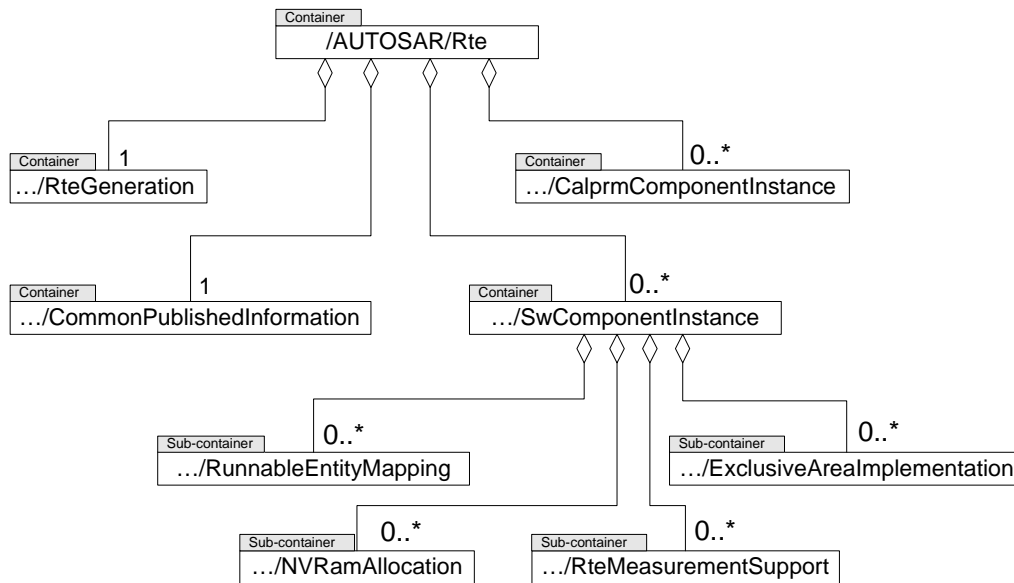 Container
/AUTOSAR/Rte
Container
1
…/RteGeneration
Container
0..*
…/CalprmComponentInstance
Container
1
…/CommonPublishedInformation
Container
0..*
…/SwComponentInstance
Sub-container
0..*
…/RunnableEntityMapping
Sub-container
0..*
…/ExclusiveAreaImplementation
Sub-container
0..*
…/NVRamAllocation
Sub-container
0..*
…/RteMeasurementSupport